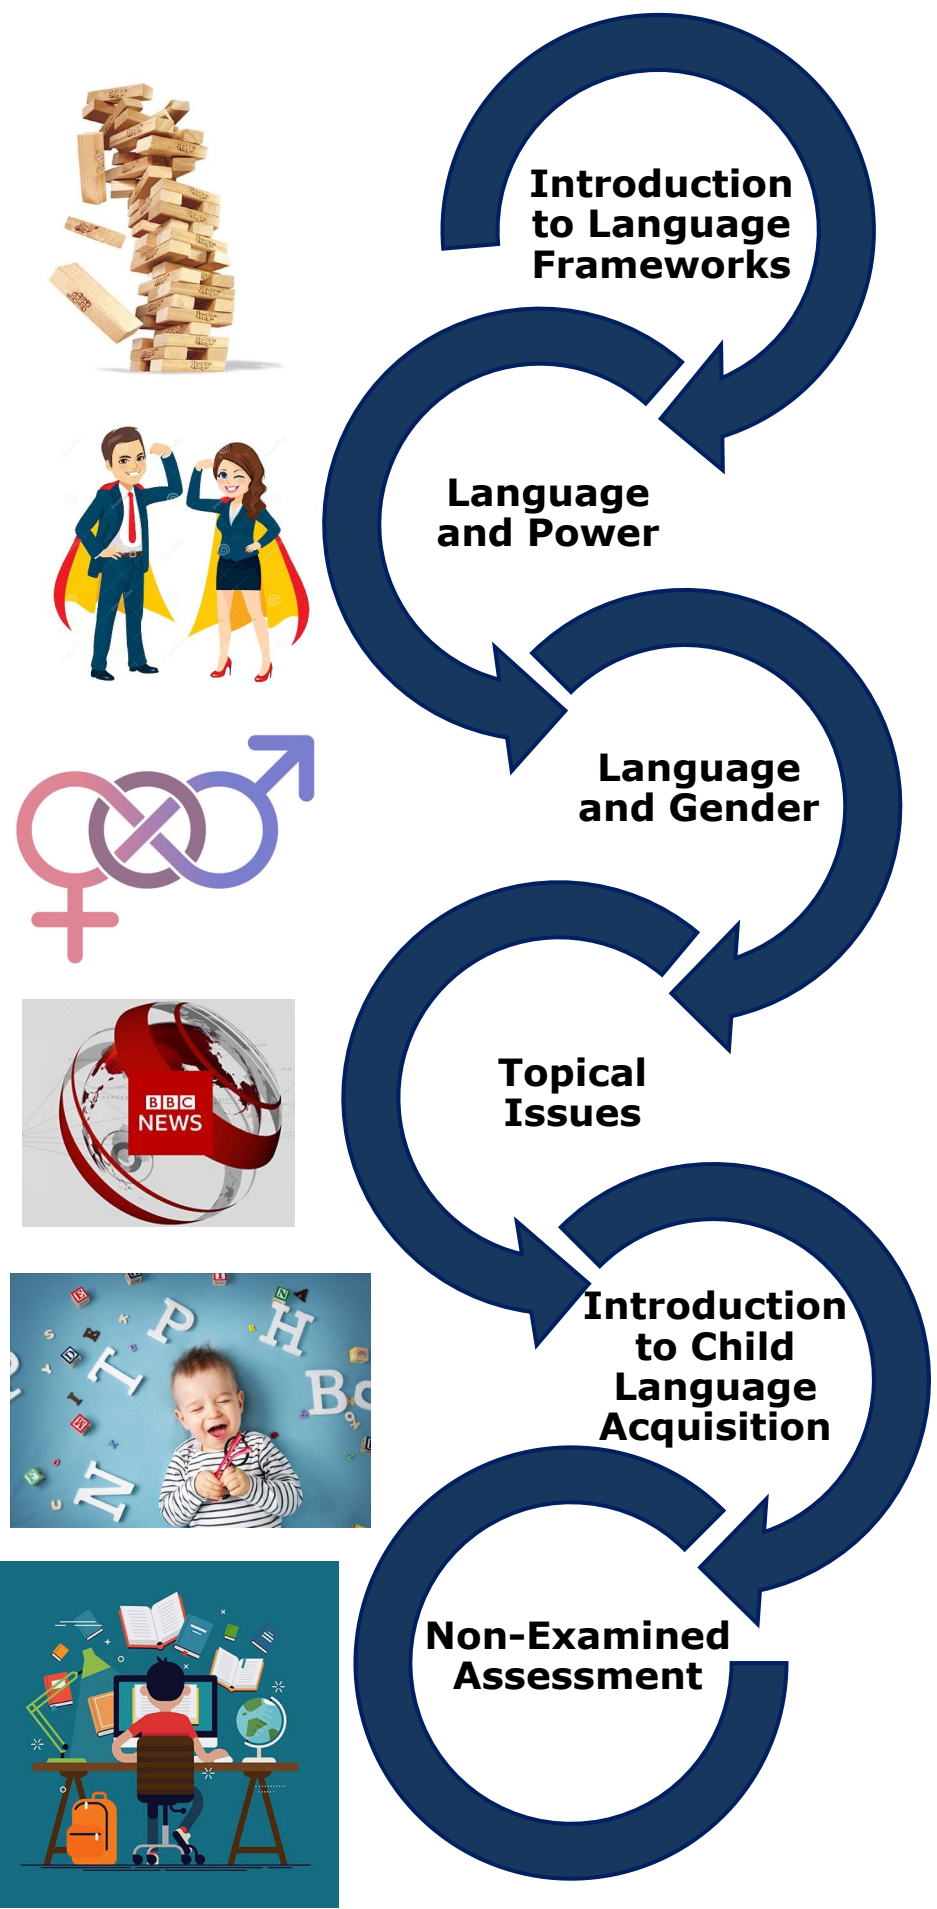 Introduction
to Language
Frameworks
Language
and Power
Language
and Gender
Topical
Issues
BBC
NEWS
Introduction
to Child
Language
Acquisition
T
P
H
B
N
Non-Examined
Assessment